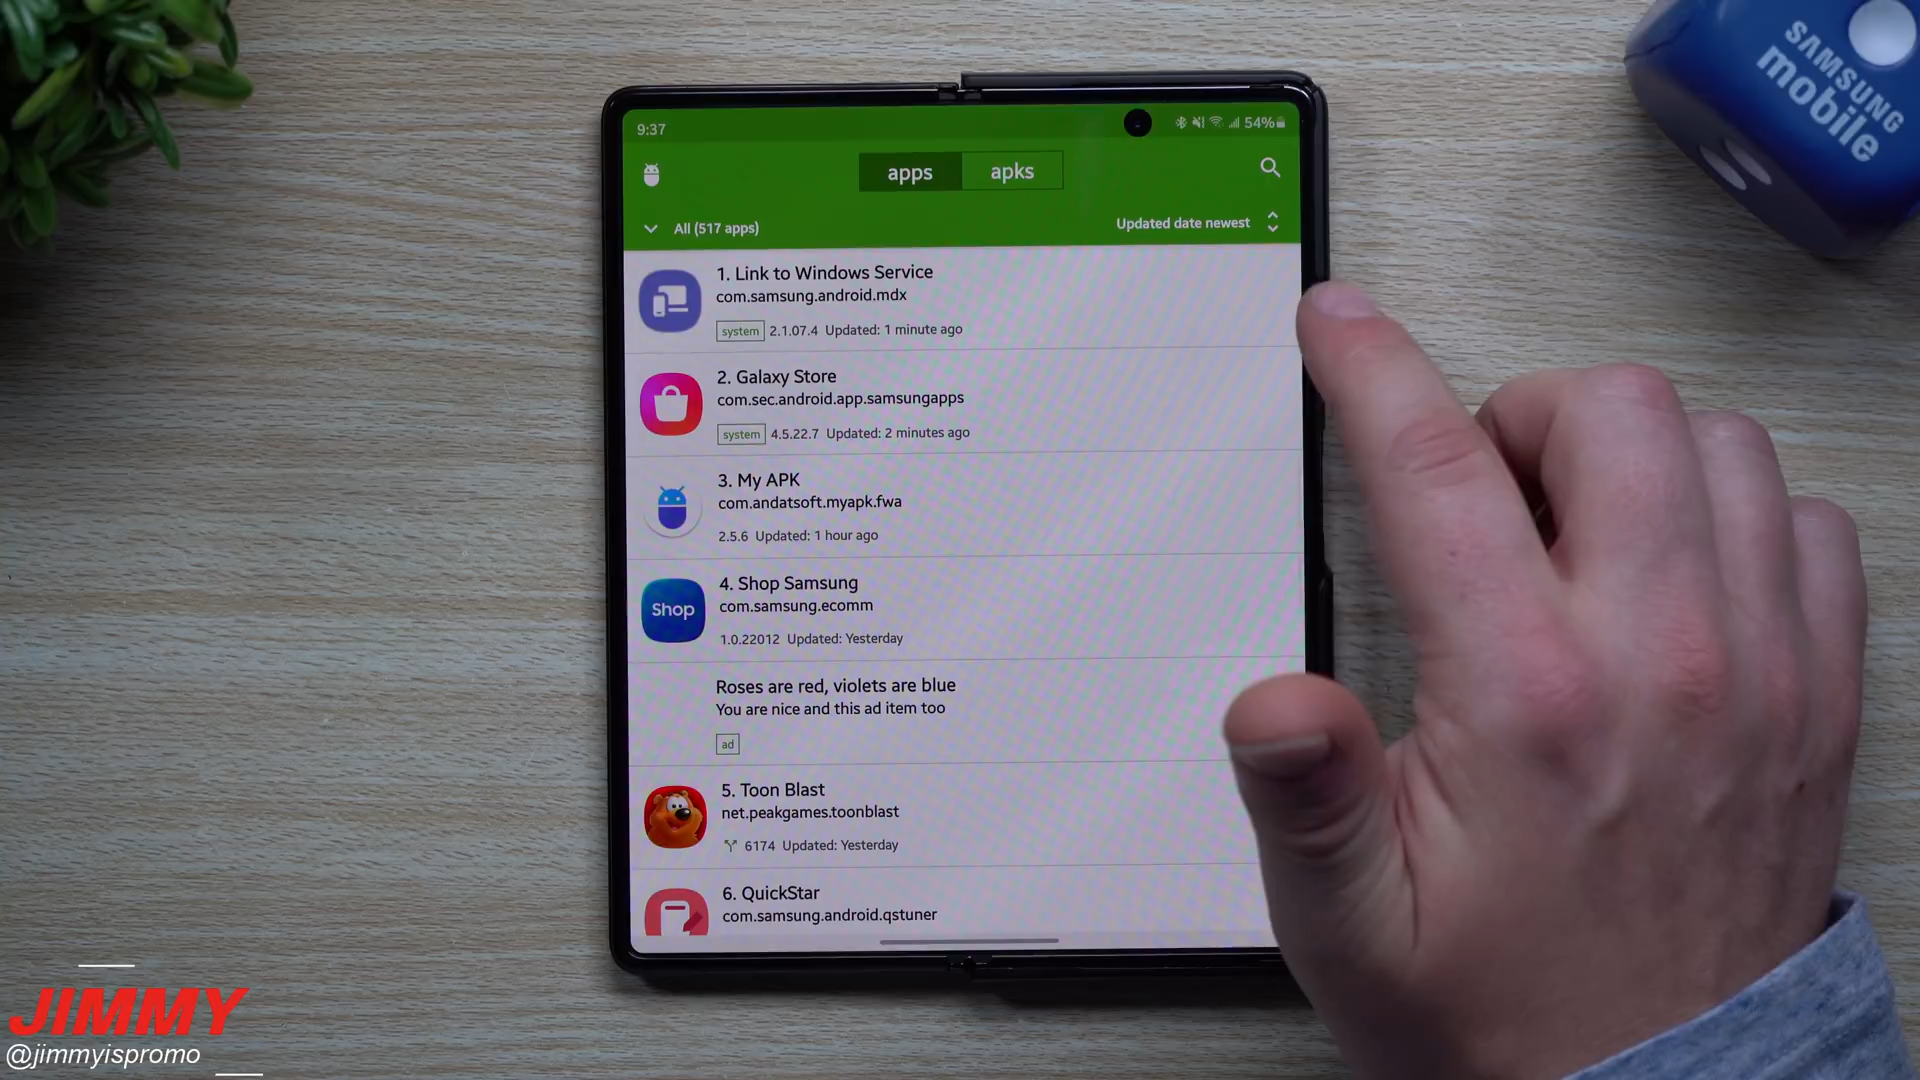 SAMSUNG
mobile
9:37
54%
apps
apks
All (517 apps)
Updated date newest
1. Link to Windows Service
com.samsung.android.mdx
system 2.1.07.4 Updated: 1 minute ago
2. Galaxy Store
com.sec.android.app.samsungapps
system 4.5.22.7 Updated: 2 minutes ago
3. My APK
com.andatsoft.myapk.fwa
2.5.6 Updated: 1 hour ago
Shop
4. Shop Samsung
com.samsung.ecomm
1.0.22012 Updated: Yesterday
Roses are red, violets are blue
You are nice and this ad item too
ad
5. Toon Blast
net.peakgames.toonblast
6174 Updated: Yesterday
6. QuickStar
com.samsung.android.qstuner
JIMMY
@jimmyispromo